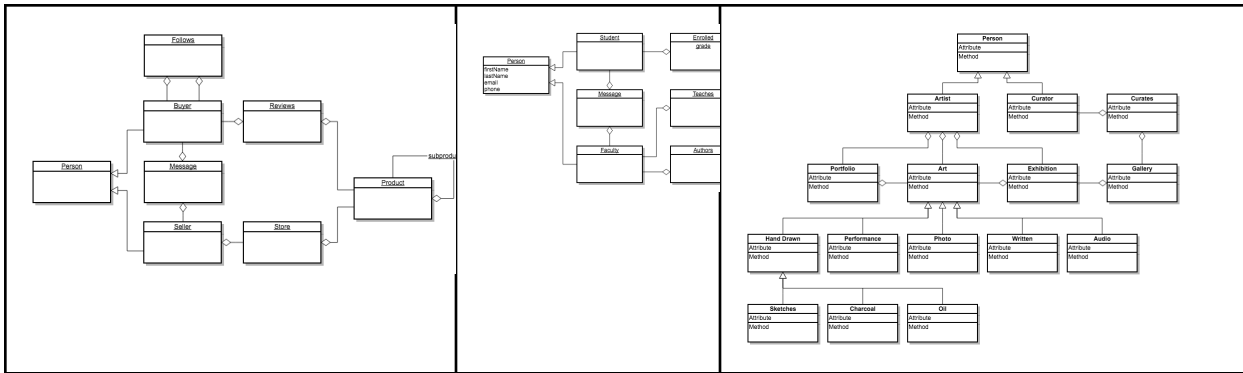 Follows
Buyer
Reviews
Person
Message
Product
subprodu
Seller
Store
Student
Enrolled
grade
Person
firstName
lastName
email
phone
Message
Teaches
Faculty
Authors
Person
Attribute
Method
Artist
Attribute
Method
Curator
Attribute
Method
Curates
Attribute
Method
Portfolio
Attribute
Method
Art
Attribute
Method
Exhibition
Attribute
Method
Gallery
Attribute
Method
Hand Drawn
Attribute
Method
Performance
Attribute
Method
Photo
Attribute
Method
Written
Attribute
Method
Audio
Attribute
Method
Sketches
Attribute
Method
Charcoal
Attribute
Method
Oil
Attribute
Method